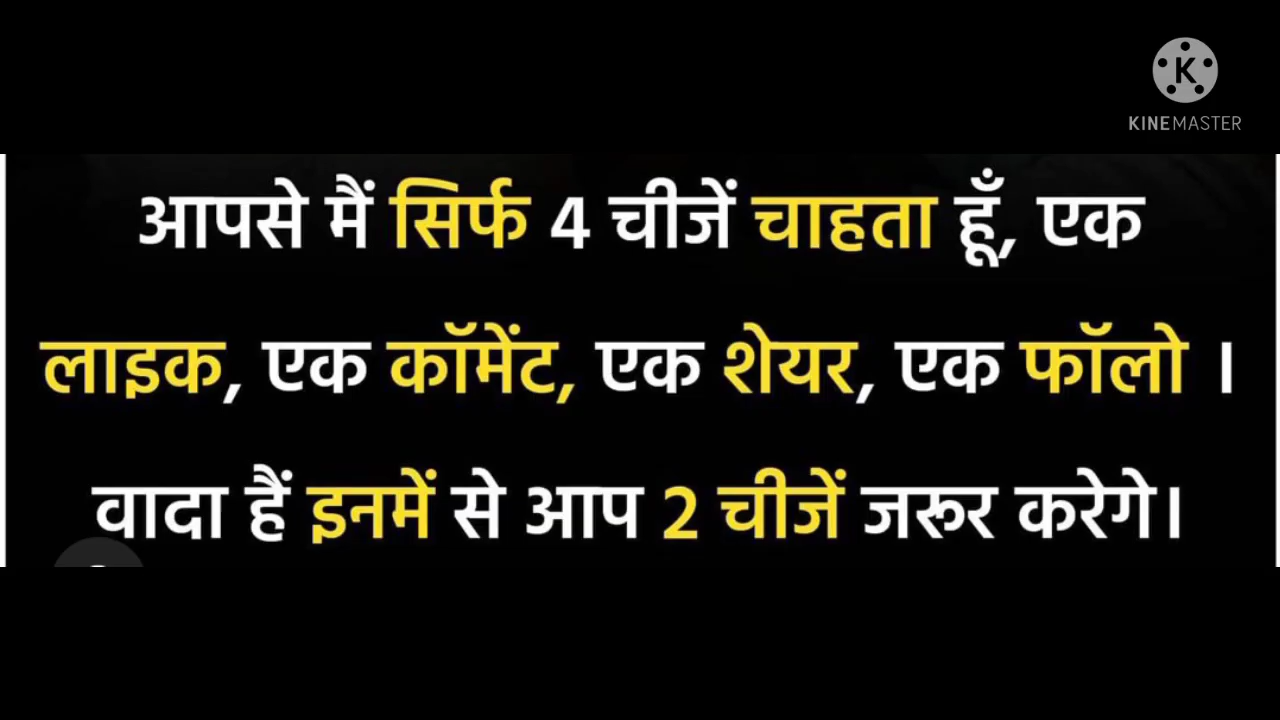 K
KINEMASTER
आपसे मैं सिर्फ 4 चीजें चाहता हूँ, एक
लाइक, एक कॉमेंट, एक शेयर, एक फॉलो ।
वादा हैं इनमें से आप 2 चीजें जरूर करेगे।